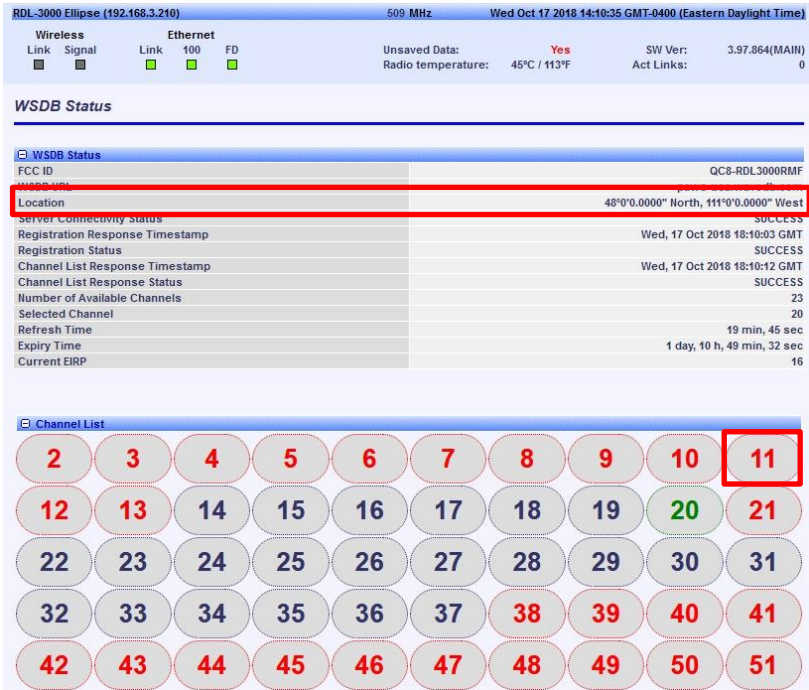 RDL-3000 Ellipse (192.168.3.210) 509 MHz Wed Oct 17 2018 14:10:35 GMT-0400 (Eastern Daylight Time)
Wireless Ethernet
Link Signal Link 100 FD Unsaved Data: Yes SW Ver: 3.97.864(MAIN)
Radio temperature: 45°C / 113°F Act Links: 0
WSDB Status
WSDB Status
FCC ID QC8-RDL3000RMF
WSDB URL
Location 48°0'0.0000" North, 111°0'0.0000" West
Server Connectivity Status SUCCESS
Registration Response Timestamp Wed, 17 Oct 2018 18:10:03 GMT
Registration Status SUCCESS
Channel List Response Timestamp Wed, 17 Oct 2018 18:10:12 GMT
Channel List Response Status SUCCESS
Number of Available Channels 23
Selected Channel 20
Refresh Time 19 min, 45 sec
Expiry Time 1 day, 10 h, 49 min, 32 sec
Current EIRP 16
Channel List
2 3 4 5 6 7 8 9 10 11
12 13 14 15 16 17 18 19 20 21
22 23 24 25 26 27 28 29 30 31
32 33 34 35 36 37 38 39 40 41
42 43 44 45 46 47 48 49 50 51